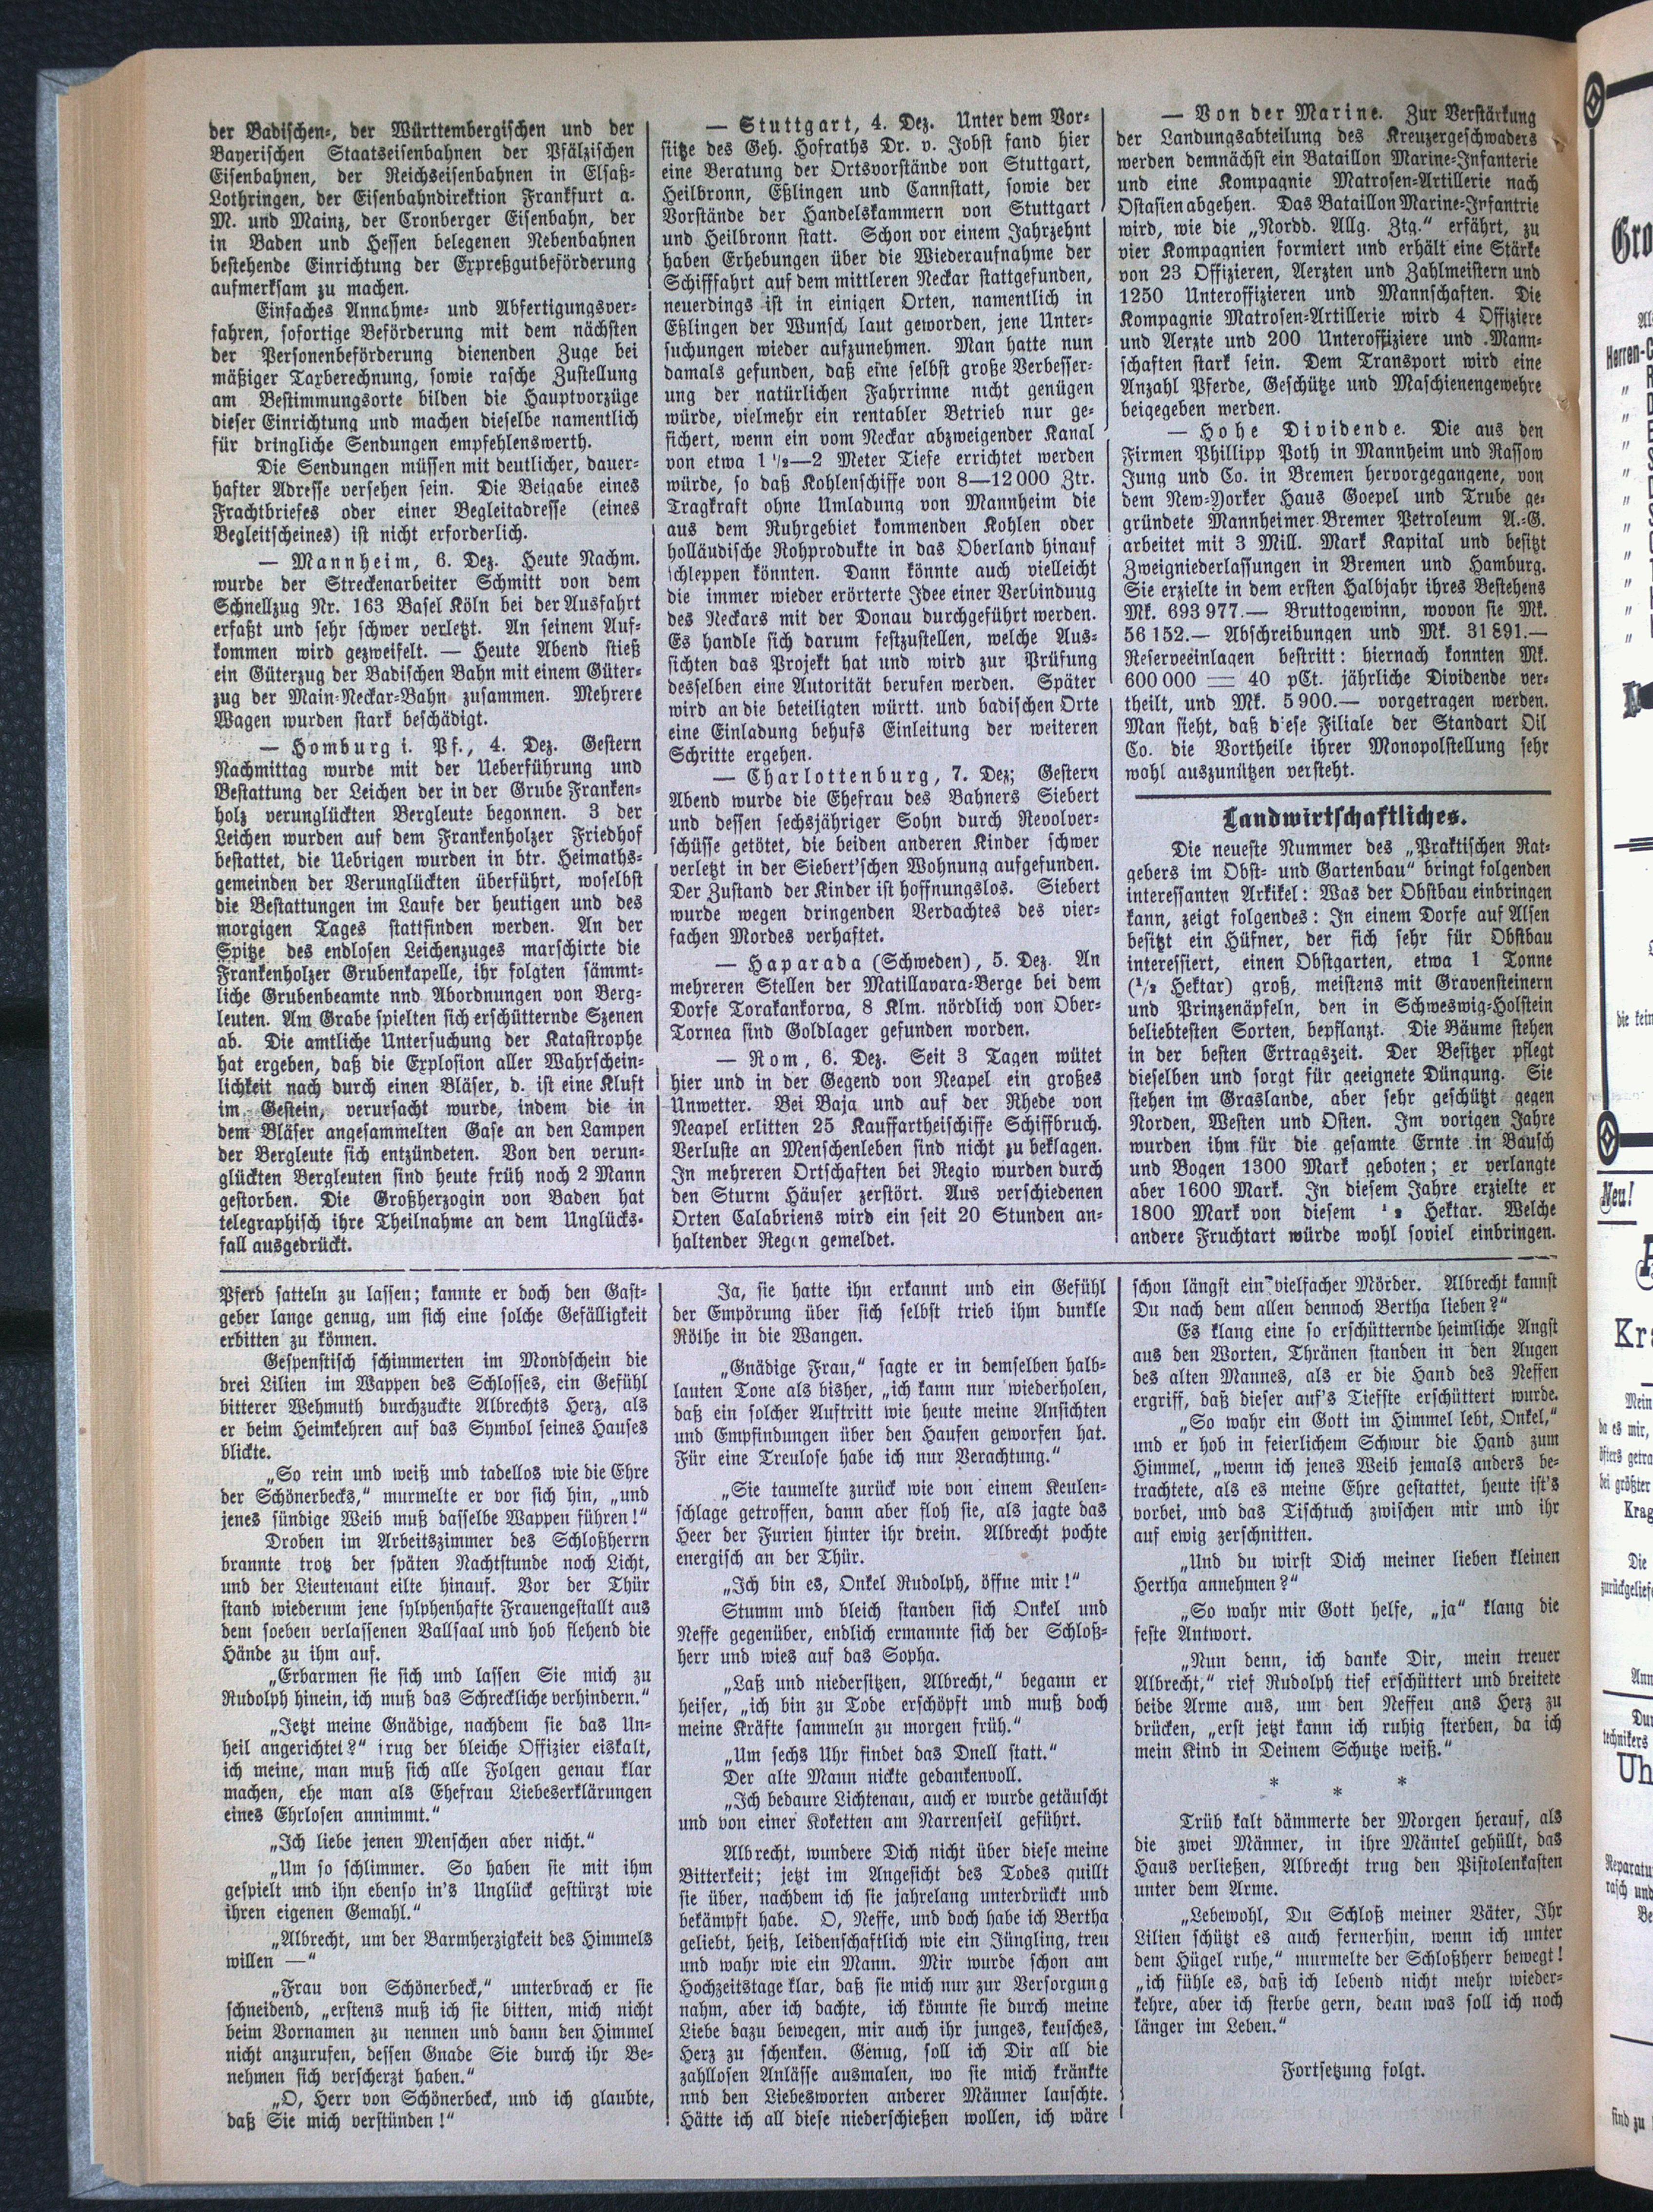 der Badischen-, der Württembergischen und der
Bayerischen Staatseisenbahnen der Pfälzischen
Eisenbahnen, der Reichseisenbahnen in Elsaß-
Lothringen, der Eisenbahndirektion Frankfurt a.
M. und Mainz, der Cronberger Eisenbahn, der
in Baden und Hessen belegenen Nebenbahnen
bestehende Einrichtung der Expreßgutbeförderung
aufmerksam zu machen.
Einfaches Annahme- und Abfertigungsver-
fahren, sofortige Beförderung mit dem nächsten
der Personenbeförderung dienenden Zuge bei
mäßiger Taxberechnung, sowie rasche Zustellung
am Bestimmungsorte bilden die Hauptvorzüge
dieser Einrichtung und machen dieselbe namentlich
für dringliche Sendungen empfehlenswerth.
Die Sendungen müssen mit deutlicher, dauer-
hafter Adresse versehen sein. Die Beigabe eines
Frachtbriefes oder einer Begleitadresse (eines
Begleitscheines) ist nicht erforderlich.
— Mannheim, 6. Dez. Heute Nachm.
wurde der Streckenarbeiter Schmitt von dem
Schnellzug Nr. 163 Basel Köln bei der Ausfahrt
erfaßt und sehr schwer verletzt. An seinem Auf-
kommen wird gezweifelt. — Heute Abend stieß
ein Güterzug der Badischen Bahn mit einem Güter-
zug der Main-Neckar-Bahn zusammen. Mehrere
Wagen wurden stark beschädigt.
— Homburg i. Pf., 4. Dez. Gestern
Nachmittag wurde mit der Ueberführung und
Bestattung der Leichen der in der Grube Franken-
holz verunglückten Bergleute begonnen. 3 der
Leichen wurden auf dem Frankenholzer Friedhof
bestattet, die Uebrigen wurden in btr. Heimaths-
gemeinden der Verunglückten überführt, woselbst
die Bestattungen im Laufe der heutigen und des
morgigen Tages stattfinden werden. An der
Spitze des endlosen Leichenzuges marschirte die
Frankenholzer Grubenkapelle, ihr folgten sämmt-
liche Grubenbeamte nnd Abordnungen von Berg-
leuten. Am Grabe spielten sich erschütternde Szenen
ab. Die amtliche Untersuchung der Katastrophe
hat ergeben, daß die Explosion aller Wahrschein-
lichkeit nach durch einen Bläser, d. ist eine Kluft
im Gestein, verursacht wurde, indem die in
dem Bläser angesammelten Gase an den Lampen
der Bergleute sich entzündeten. Von den verun-
glückten Bergleuten sind heute früh noch 2 Mann
gestorben. Die Großherzogin von Baden hat
telegraphisch ihre Theilnahme an dem Unglücks-
fall ausgedrückt.
— Stuttgart, 4. Dez. Unter dem Vor-
sitze des Geh. Hofraths Dr. v. Jobst fand hier
eine Beratung der Ortsvorstände von Stuttgart,
Heilbronn, Eßlingen und Cannstatt, sowie der
Vorstände der Handelskammern von Stuttgart
und Heilbronn statt. Schon vor einem Jahrzehnt
haben Erhebungen über die Wiederaufnahme der
Schifffahrt auf dem mittleren Neckar stattgefunden,
neuerdings ist in einigen Orten, namentlich in
Eßlingen der Wunsch laut geworden, jene Unter-
suchungen wieder aufzunehmen. Man hatte nun
damals gefunden, daß eine selbst große Verbesser-
ung der natürlichen Fahrrinne nicht genügen
würde, vielmehr ein rentabler Betrieb nur ge-
sichert, wenn ein vom Neckar abzweigender Kanal
von etwa 1 1/2—2 Meter Tiefe errichtet werden
würde, so daß Kohlenschiffe von 8—12 000 Ztr.
Tragkraft ohne Umladung von Mannheim die
aus dem Ruhrgebiet kommenden Kohlen oder
holläudische Rohprodukte in das Oberland hinauf
schleppen könnten. Dann könnte auch vielleicht
die immer wieder erörterte Idee einer Verbindung
des Neckars mit der Donau durchgeführt werden.
Es handle sich darum festzustellen, welche Aus-
sichten das Projekt hat und wird zur Prüfung
desselben eine Autorität berufen werden. Später
wird an die beteiligten württ. und badischen Orte
eine Einladung behufs Einleitung der weiteren
Schritte ergehen.
— Charlottenburg, 7. Dez; Gestern
Abend wurde die Ehefrau des Bahners Siebert
und dessen sechsjähriger Sohn durch Revolver-
schüsse getötet, die beiden anderen Kinder schwer
verletzt in der Siebert'schen Wohnung aufgefunden.
Der Zustand der Kinder ist hoffnungslos. Siebert
wurde wegen dringenden Verdachtes des vier-
fachen Mordes verhaftet.
— Haparada (Schweden), 5. Dez. An
mehreren Stellen der Matillavara-Berge bei dem
Dorfe Torakankorva, 8 Klm. nördlich von Ober-
Tornea sind Goldlager gefunden worden.
— Rom, 6. Dez. Seit 3 Tagen wütet
hier und in der Gegend von Neapel ein großes
Unwetter. Bei Baja und auf der Rhede von
Neapel erlitten 25 Kauffartheischiffe Schiffbruch.
Verluste an Menschenleben sind nicht zu beklagen.
In mehreren Ortschaften bei Regio wurden durch
den Sturm Häuser zerstört. Aus verschiedenen
Orten Calabriens wird ein seit 20 Stunden an-
haltender Regen gemeldet.
— Von der Marine. Zur Verstärkung
der Landungsabteilung des Kreuzergeschwaders
werden demnächst ein Bataillon Marine-Infanterie
und eine Kompagnie Matrosen-Artillerie nach
Ostasien abgehen. Das Bataillon Marine-Infantrie
wird, wie die „Nordd. Allg. Ztg.“ erfährt, zu
vier Kompagnien formiert und erhält eine Stärke
von 23 Offizieren, Aerzten und Zahlmeistern und
1250 Unteroffizieren und Mannschaften. Die
Kompagnie Matrosen-Artillerie wird 4 Offiziere
und Aerzte und 200 Unteroffiziere und Mann-
schaften stark sein. Dem Transport wird eine
Anzahl Pferde, Geschütze und Maschienengewehre
beigegeben werden.
— Hohe Dividende. Die aus den
Firmen Phillipp Poth in Mannheim und Rassow
Jung und Co. in Bremen hervorgegangene, von
dem New-Yorker Haus Goepel und Trube ge-
gründete Mannheimer-Bremer Petroleum A.-G.
arbeitet mit 3 Mill. Mark Kapital und besitzt
Zweigniederlassungen in Bremen und Hamburg.
Sie erzielte in dem ersten Halbjahr ihres Bestehens
Mk. 693 977.— Bruttogewinn, wovon sie Mk.
56 152.— Abschreibungen und Mk. 31 891.—
Reserveeinlagen bestritt: hiernach konnten Mk.
600 000 = 40 pCt. jährliche Dividende ver-
theilt, und Mk. 5 900.— vorgetragen werden.
Man sieht, daß diese Filiale der Standart Oil
Co. die Vortheile ihrer Monopolstellung sehr
wohl auszunützen versteht.
Landwirtschaftliches.
Die neueste Nummer des „Praktischen Rat-
gebers im Obst- und Gartenbau“ bringt folgenden
interessanten Arkikel: Was der Obstbau einbringen
kann, zeigt folgendes: In einem Dorfe auf Alsen
besitzt ein Hüfner, der sich sehr für Obstbau
interessiert, einen Obstgarten, etwa 1 Tonne
(1/2 Hektar) groß, meistens mit Gravensteinern
und Prinzenäpfeln, den in Schweswig-Holstein
beliebtesten Sorten, bepflanzt. Die Bäume stehen
in der besten Ertragszeit. Der Besitzer pflegt
dieselben und sorgt für geeignete Düngung. Sie
stehen im Graslande, aber sehr geschützt gegen
Norden, Westen und Osten. Im vorigen Jahre
wurden ihm für die gesamte Ernte in Bausch
und Bogen 1300 Mark geboten; er verlangte
aber 1600 Mark. In diesem Jahre erzielte er
1800 Mark von diesem 1/2 Hektar. Welche
andere Fruchtart würde wohl soviel einbringen.
Pferd satteln zu lassen; kannte er doch den Gast-
geber lange genug, um sich eine solche Gefälligkeit
erbitten zu können.
Gespenstisch schimmerten im Mondschein die
drei Lilien im Wappen des Schlosses, ein Gefühl
bitterer Wehmuth durchzuckte Albrechts Herz, als
er beim Heimkehren auf das Symbol seines Hauses
blickte.
„So rein und weiß und tadellos wie die Ehre
der Schönerbecks,“ murmelte er vor sich hin, „und
jenes sündige Weib muß dasselbe Wappen führen!“
Droben im Arbeitszimmer des Schloßherrn
brannte trotz der späten Nachtstunde noch Licht,
und der Lieutenant eilte hinauf. Vor der Thür
stand wiederum jene sylphenhafte Frauengestallt aus
dem soeben verlassenen Ballsaal und hob flehend die
Hände zu ihm auf.
„Erbarmen sie sich und lassen Sie mich zu
Rudolph hinein, ich muß das Schreckliche verhindern.“
„Jetzt meine Gnädige, nachdem sie das Un-
heil angerichtet?“ frug der bleiche Offizier eiskalt,
ich meine, man muß sich alle Folgen genau klar
machen, ehe man als Ehefrau Liebeserklärungen
eines Ehrlosen annimmt.“
„Ich liebe jenen Menschen aber nicht.“
„Um so schlimmer. So haben sie mit ihm
gespielt und ihn ebenso in's Unglück gestürzt wie
ihren eigenen Gemahl.“
„Albrecht, um der Barmherzigkeit des Himmels
willen —“
„Frau von Schönerbeck,“ unterbrach er sie
schneidend, „erstens muß ich sie bitten, mich nicht
beim Vornamen zu nennen und dann den Himmel
nicht anzurufen, dessen Gnade Sie durch ihr Be-
nehmen sich verscherzt haben.“
„O, Herr von Schönerbeck, und ich glaubte,
daß Sie mich verstünden!“
Ja, sie hatte ihn erkannt und ein Gefühl
der Empörung über sich selbst trieb ihm dunkle
Röthe in die Wangen.
„Gnädige Frau,“ sagte er in demselben halb-
lauten Tone als bisher, „ich kann nur wiederholen,
daß ein solcher Auftritt wie heute meine Ansichten
und Empfindungen über den Haufen geworfen hat.
Für eine Treulose habe ich nur Verachtung.“
„Sie taumelte zurück wie von einem Keulen-
schlage getroffen, dann aber floh sie, als jagte das
Heer der Furien hinter ihr drein. Albrecht pochte
energisch an der Thür.
„Ich bin es, Onkel Rudolph, öffne mir!“
Stumm und bleich standen sich Onkel und
Neffe gegenüber, endlich ermannte sich der Schloß-
herr und wies auf das Sopha.
„Laß und niedersitzen, Albrecht,“ begann er
heiser, „ich bin zu Tode erschöpft und muß doch
meine Kräfte sammeln zu morgen früh.“
„Um sechs Uhr findet das Dnell statt.“
Der alte Mann nickte gedankenvoll.
„Ich bedaure Lichtenau, auch er wurde getäuscht
und von einer Koketten am Narrenseil geführt.
Albrecht, wundere Dich nicht über diese meine
Bitterkeit; jetzt im Angesicht des Todes quillt
sie über, nachdem ich sie jahrelang unterdrückt und
bekämpft habe. O, Neffe, und doch habe ich Bertha
geliebt, heiß, leidenschaftlich wie ein Jüngling, treu
und wahr wie ein Mann. Mir wurde schon am
Hochzeitstage klar, daß sie mich nur zur Versorgung
nahm, aber ich dachte, ich könnte sie durch meine
Liebe dazu bewegen, mir auch ihr junges, keusches,
Herz zu schenken. Genug, soll ich Dir all die
zahllosen Anlässe ausmalen, wo sie mich kränkte
nnd den Liebesworten anderer Männer lauschte.
Hätte ich all diese niederschießen wollen, ich wäre
schon längst ein vielfacher Mörder. Albrecht kannst
Du nach dem allen dennoch Bertha lieben?“
Es klang eine so erschütternde heimliche Angst
aus den Worten, Thränen standen in den Augen
des alten Mannes, als er die Hand des Neffen
ergriff, daß dieser auf's Tiefste erschüttert wurde.
„So wahr ein Gott im Himmel lebt, Onkel,“
und er hob in feierlichem Schwur die Hand zum
Himmel, „wenn ich jenes Weib jemals anders be-
trachtete, als es meine Ehre gestattet, heute ist's
vorbei, und das Tischtuch zwischen mir und ihr
auf ewig zerschnitten.
„Und du wirst Dich meiner lieben kleinen
Hertha annehmen?“
„So wahr mir Gott helfe, „ja“ klang die
feste Antwort.
„Nun denn, ich danke Dir, mein treuer
Albrecht,“ rief Rudolph tief erschüttert und breitete
beide Arme aus, um den Neffen ans Herz zu
drücken, „erst jetzt kann ich ruhig sterben, da ich
mein Kind in Deinem Schutze weiß.“
* * *
Trüb kalt dämmerte der Morgen herauf, als
die zwei Männer, in ihre Mäntel gehüllt, das
Haus verließen, Albrecht trug den Pistolenkasten
unter dem Arme.
„Lebewohl, Du Schloß meiner Väter, Ihr
Lilien schützt es auch fernerhin, wenn ich unter
dem Hügel ruhe,“ murmelte der Schloßherr bewegt!
„ich fühle es, daß ich lebend nicht mehr wieder-
kehre, aber ich sterbe gern, denn was soll ich noch
länger im Leben.“
Fortsetzung folgt.
Herren-
die
Neu!
Mein
da es mir,
bei größter
Die
rasch und
find zu